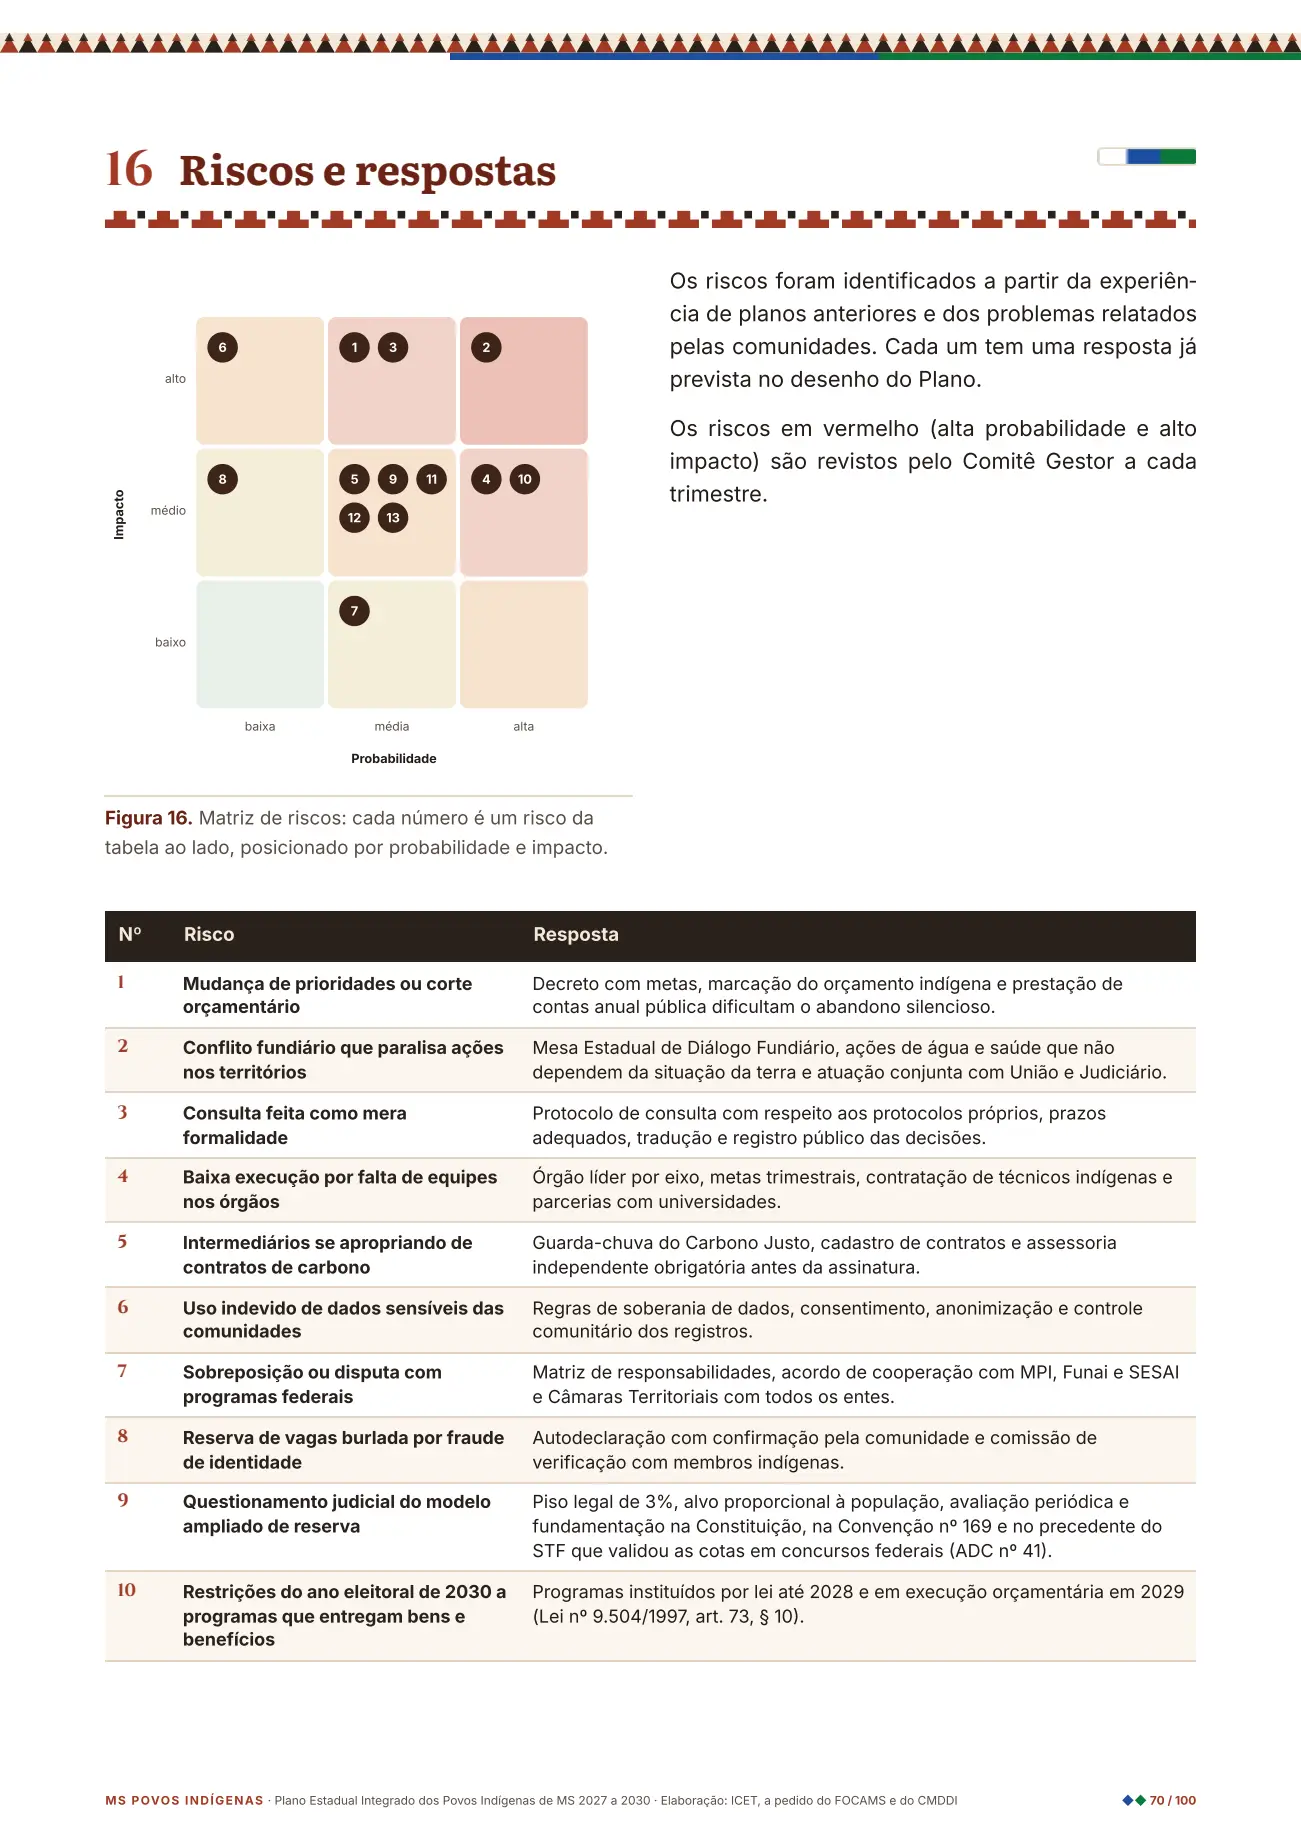 16 Riscos e respostas
6 1 3 2
alto
8 5 9 11 4 10
médio
12 13
Impacto
7
baixo
baixa média alta
Probabilidade
Figura 16. Matriz de riscos: cada número é um risco da
tabela ao lado, posicionado por probabilidade e impacto.
Os riscos foram identificados a partir da experiên-
cia de planos anteriores e dos problemas relatados
pelas comunidades. Cada um tem uma resposta já
prevista no desenho do Plano.
Os riscos em vermelho (alta probabilidade e alto
impacto) são revistos pelo Comitê Gestor a cada
trimestre.
Nº Risco Resposta
1 Mudança de prioridades ou corte Decreto com metas, marcação do orçamento indígena e prestação de
orçamentário contas anual pública dificultam o abandono silencioso.
2 Conflito fundiário que paralisa ações Mesa Estadual de Diálogo Fundiário, ações de água e saúde que não
nos territórios dependem da situação da terra e atuação conjunta com União e Judiciário.
3 Consulta feita como mera Protocolo de consulta com respeito aos protocolos próprios, prazos
formalidade adequados, tradução e registro público das decisões.
4 Baixa execução por falta de equipes Órgão líder por eixo, metas trimestrais, contratação de técnicos indígenas e
nos órgãos parcerias com universidades.
5 Intermediários se apropriando de Guarda-chuva do Carbono Justo, cadastro de contratos e assessoria
contratos de carbono independente obrigatória antes da assinatura.
6 Uso indevido de dados sensíveis das Regras de soberania de dados, consentimento, anonimização e controle
comunidades comunitário dos registros.
7 Sobreposição ou disputa com Matriz de responsabilidades, acordo de cooperação com MPI, Funai e SESAI
programas federais e Câmaras Territoriais com todos os entes.
8 Reserva de vagas burlada por fraude Autodeclaração com confirmação pela comunidade e comissão de
de identidade verificação com membros indígenas.
9 Questionamento judicial do modelo Piso legal de 3%, alvo proporcional à população, avaliação periódica e
ampliado de reserva fundamentação na Constituição, na Convenção nº 169 e no precedente do
STF que validou as cotas em concursos federais (ADC nº 41).
10 Restrições do ano eleitoral de 2030 a Programas instituídos por lei até 2028 e em execução orçamentária em 2029
programas que entregam bens e (Lei nº 9.504/1997, art. 73, § 10).
benefícios
MS POVOS INDÍGENAS · Plano Estadual Integrado dos Povos Indígenas de MS 2027 a 2030 · Elaboração: ICET, a pedido do FOCAMS e do CMDDI 70 / 100